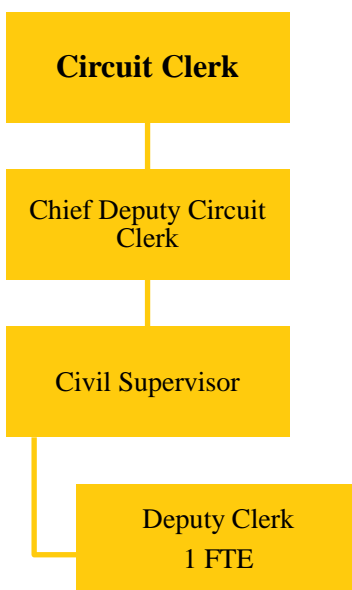 Circuit Clerk
Chief Deputy Circuit
Clerk
Civil Supervisor
Deputy Clerk
1 FTE